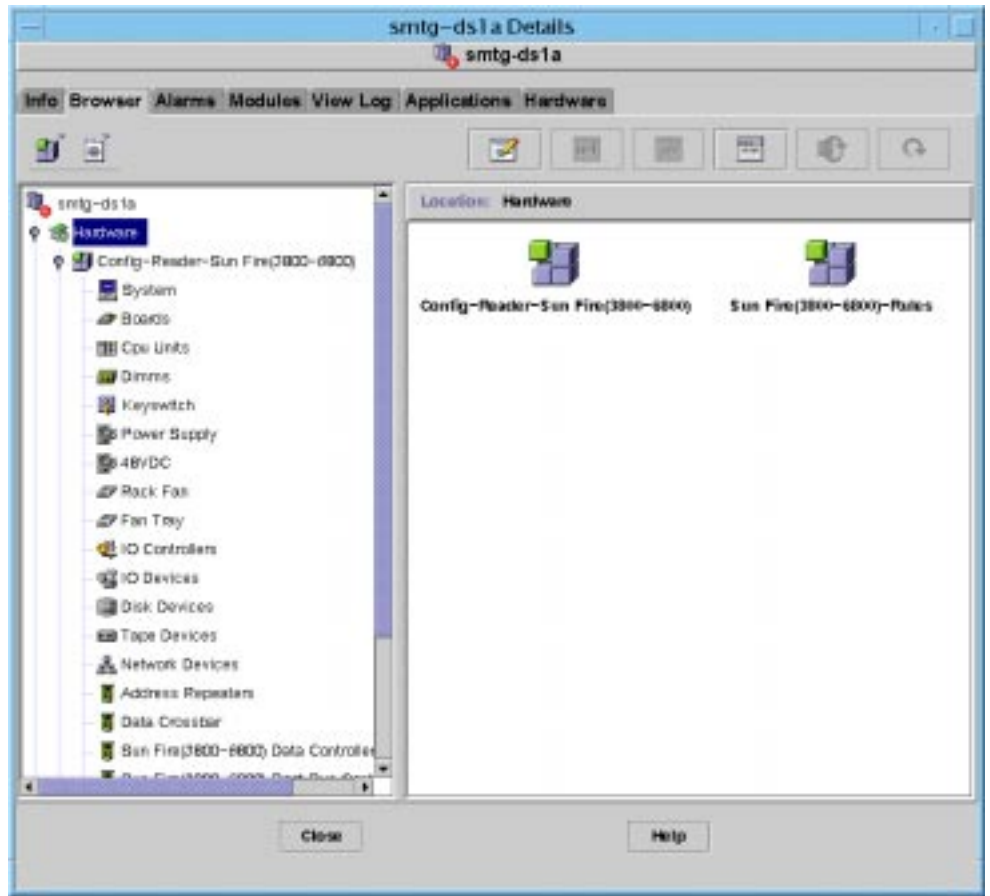 smtg-ds1a Details
smtg-ds1a
Info Browser Alarms Modules View Log Applications Hardware
smtg-ds1a
Hardware
Config-Reader-Sun Fire(3800-6800)
System
Boards
Cpu Units
Dimms
Keyswitch
Power Supply
48VDC
Rack Fan
Fan Tray
IO Controllers
IO Devices
Disk Devices
Tape Devices
Network Devices
Address Repeaters
Data Crossbar
Sun Fire(3800-6800) Data Controller
Location: Hardware
Config-Reader-Sun Fire(3800-6800)
Sun Fire(3800-6800)-Rules
Close
Help